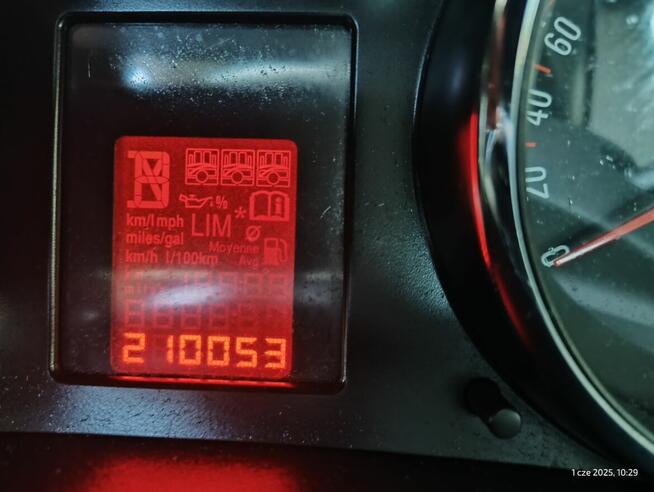 %
km/l mph LIM *
miles/gal
Moyenne
km/h l/100km Avg
210053
60
40
20
0
1 cze 2025, 10:29